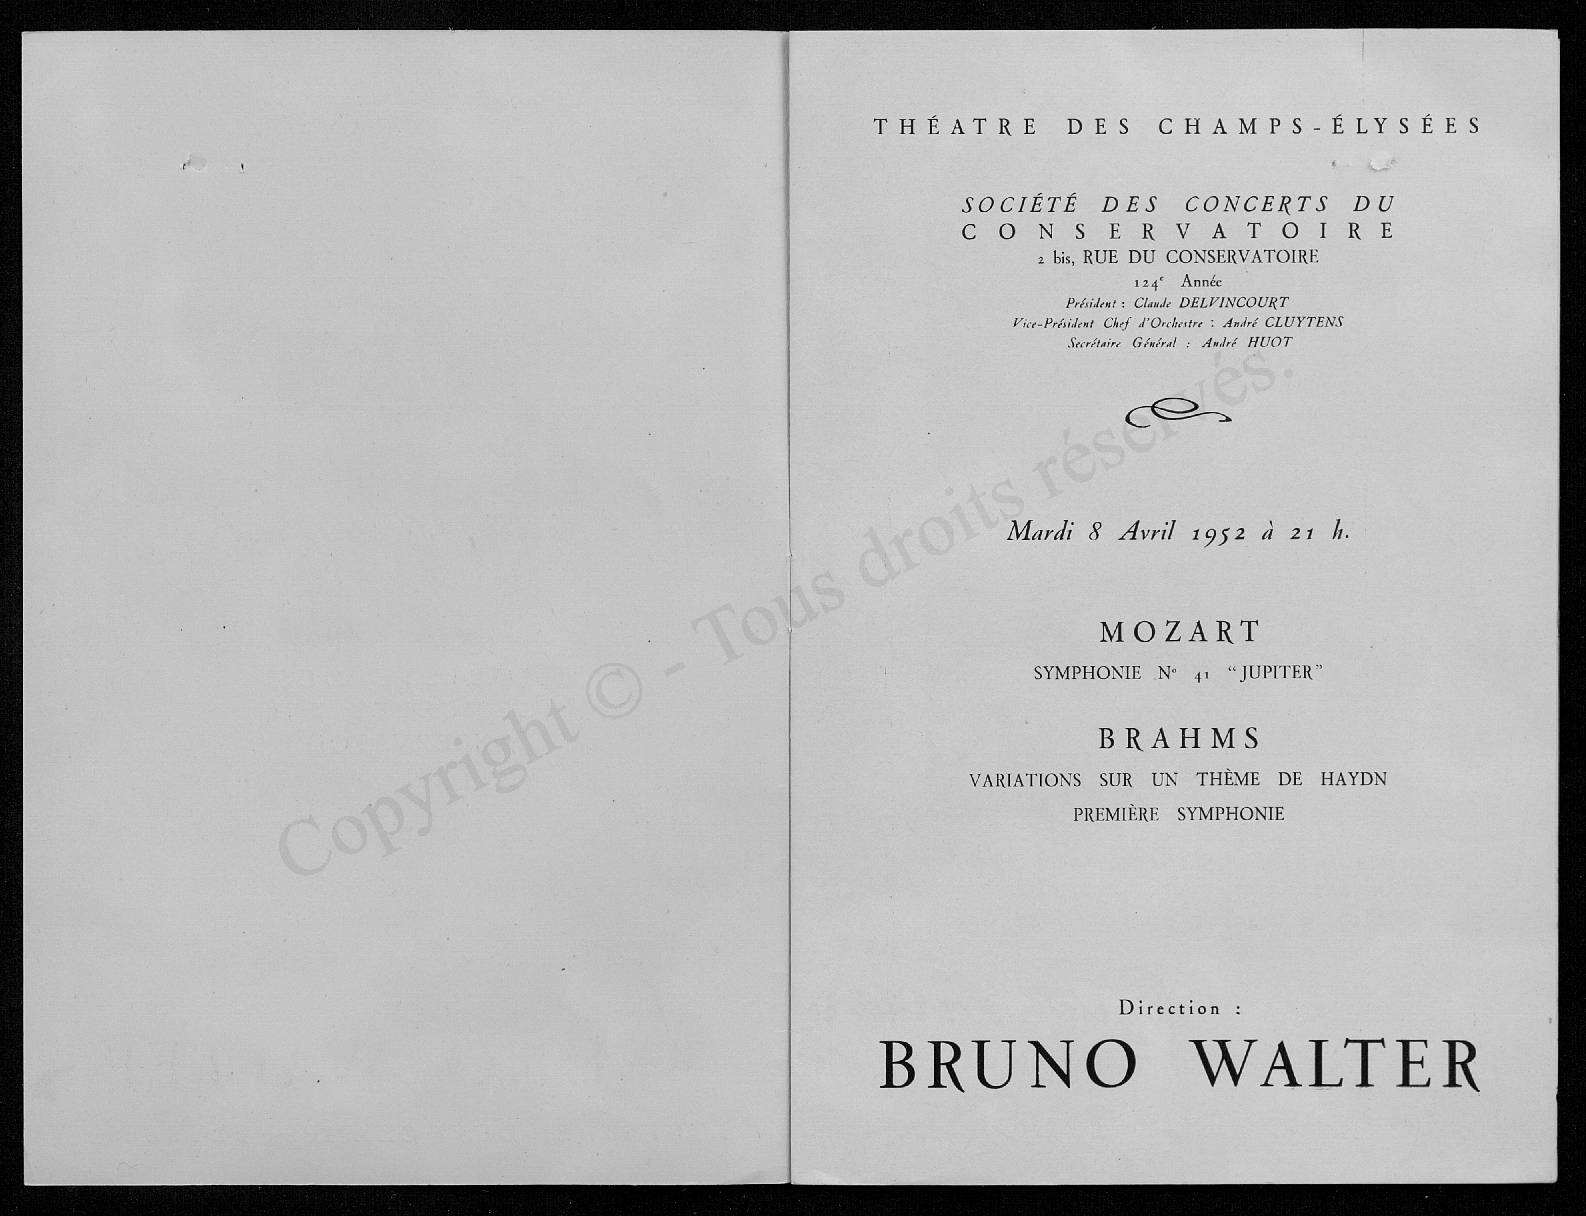 THÉATRE DES CHAMPS-ÉLYSÉES
SOCIÉTÉ DES CONCERTS DU
CONSERVATOIRE
2 bis, RUE DU CONSERVATOIRE
124e Année
Président : Claude DELVINCOURT
Vice-Président Chef d'Orchestre : André CLUYTENS
Secrétaire Général : André HUOT
Mardi 8 Avril 1952 à 21 h.
MOZART
SYMPHONIE No 41 “JUPITER”
BRAHMS
VARIATIONS SUR UN THÈME DE HAYDN
PREMIÈRE SYMPHONIE
Direction :
BRUNO WALTER
Copyright © - Tous droits réservés.